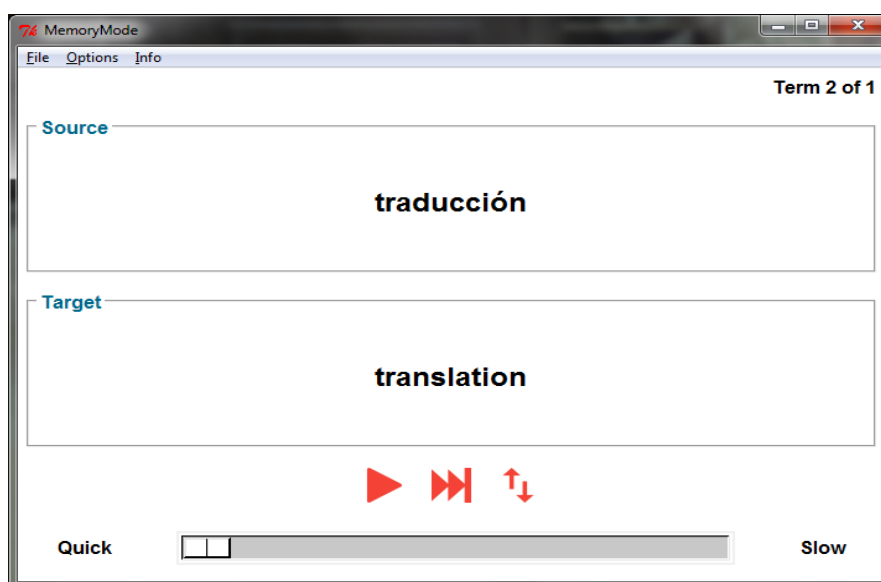 MemoryMode
File Options Info
Term 2 of 1
Source
traducción
Target
translation
Quick Slow